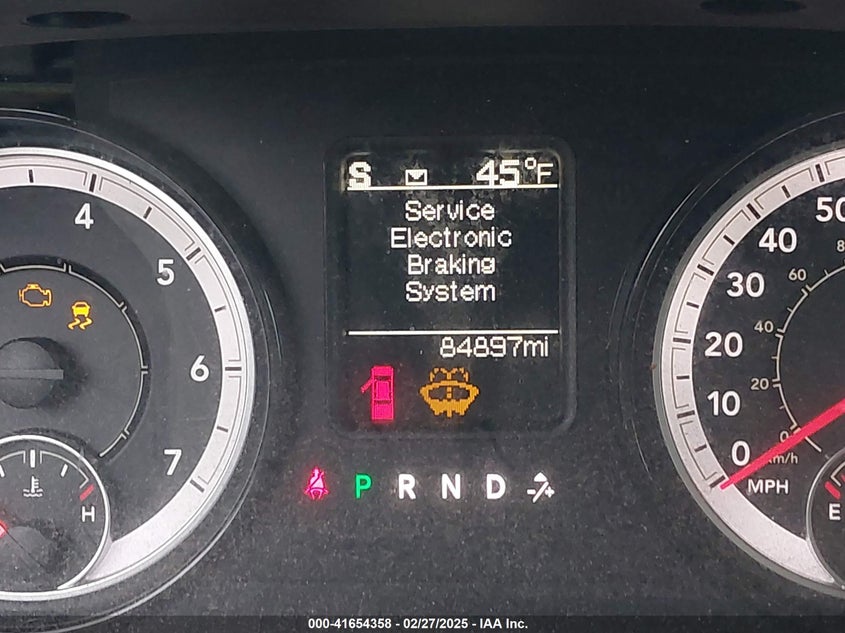 S 45°F
Service
Electronic
Braking
System
84897mi
4
5
6
7
H
P R N D
50
40
30
20
10
0
MPH
60
40
20
0
km/h
E
000-41654358 - 02/27/2025 - IAA Inc.